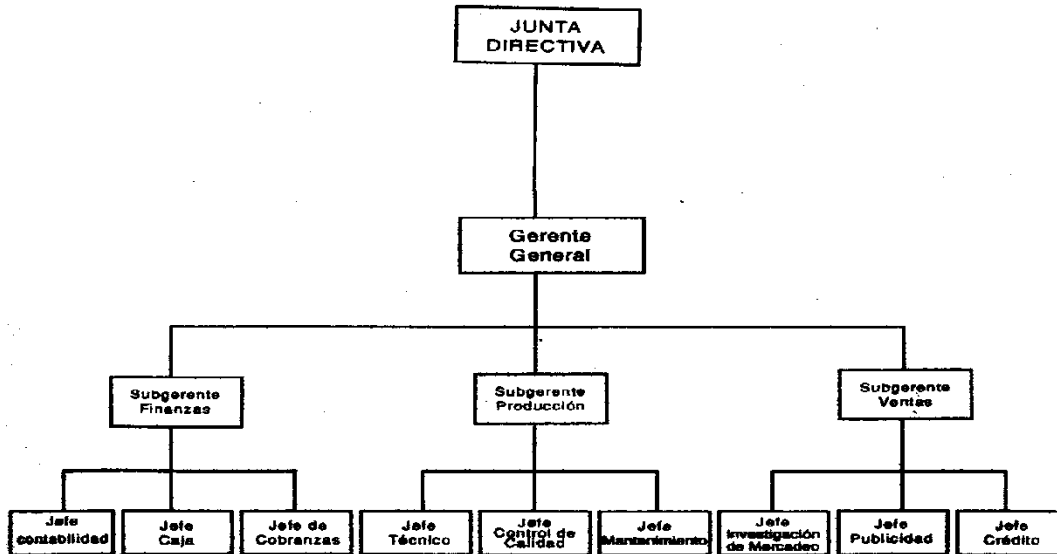 JUNTA
DIRECTIVA
Gerente
General
Subgerente
Finanzas
Subgerente
Producción
Subgerente
Ventas
Jefe
contabilidad
Jefe
Caja
Jefe de
Cobranzas
Jefe
Técnico
Jefe
Control de
Calidad
Jefe
Mantenimiento
Jefe
Investigación
de Mercadeo
Jefe
Publicidad
Jefe
Crédito